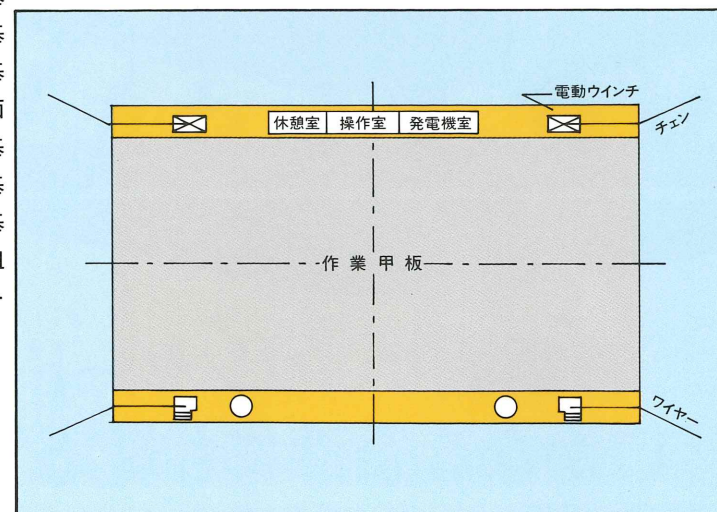 電動ウインチ
チェン
休憩室 操作室 発電機室
作業甲板
ワイヤー